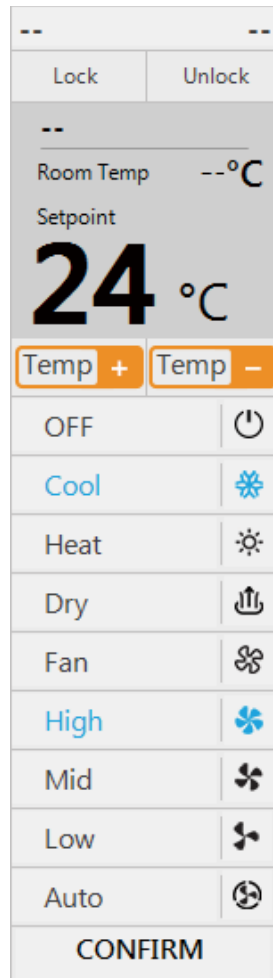 -- --
Lock Unlock
--
Room Temp --°C
Setpoint
24 °C
Temp + Temp −
OFF
Cool
Heat
Dry
Fan
High
Mid
Low
Auto
CONFIRM